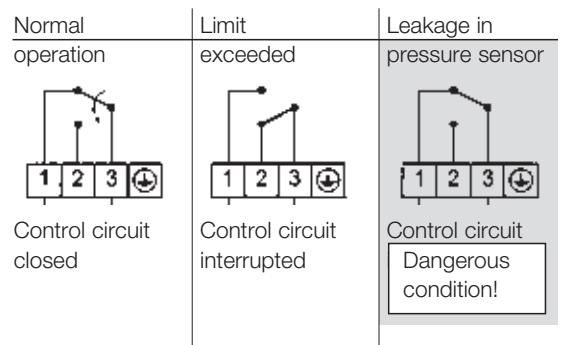 Normal
operation
1 2 3
Control circuit
closed
Limit
exceeded
1 2 3
Control circuit
interrupted
Leakage in
pressure sensor
1 2 3
Control circuit
Dangerous
condition!